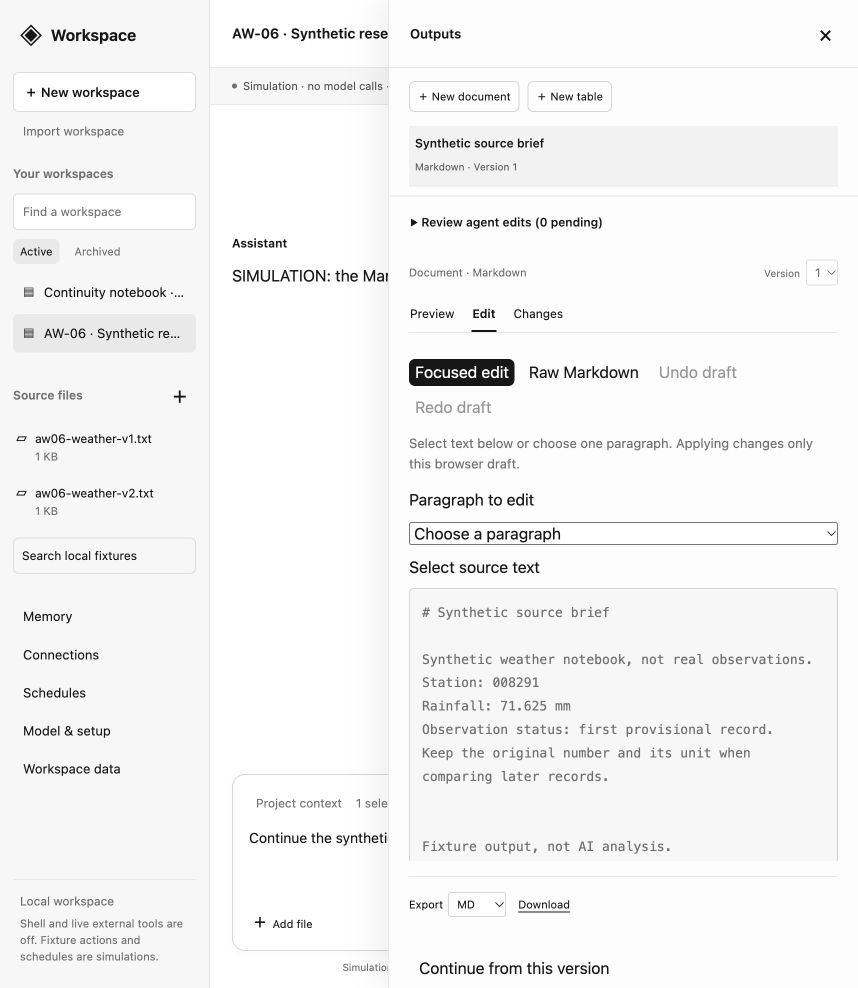 Workspace
+ New workspace
Import workspace
Your workspaces
Find a workspace
Active
Archived
Continuity notebook ·...
AW-06 · Synthetic re...
Source files
+
aw06-weather-v1.txt
1 KB
aw06-weather-v2.txt
1 KB
Search local fixtures
Memory
Connections
Schedules
Model & setup
Workspace data
Local workspace
Shell and live external tools are
off. Fixture actions and
schedules are simulations.
AW-06 · Synthetic rese
Simulation · no model calls ·
Assistant
SIMULATION: the Mar
Project context 1 sele
Continue the syntheti
+ Add file
Simulation
Outputs
+ New document
+ New table
Synthetic source brief
Markdown · Version 1
Review agent edits (0 pending)
Document · Markdown
Version 1
Preview
Edit
Changes
Focused edit
Raw Markdown
Undo draft
Redo draft
Select text below or choose one paragraph. Applying changes only
this browser draft.
Paragraph to edit
Choose a paragraph
Select source text
# Synthetic source brief
Synthetic weather notebook, not real observations.
Station: 008291
Rainfall: 71.625 mm
Observation status: first provisional record.
Keep the original number and its unit when
comparing later records.
Fixture output, not AI analysis.
Export MD Download
Continue from this version